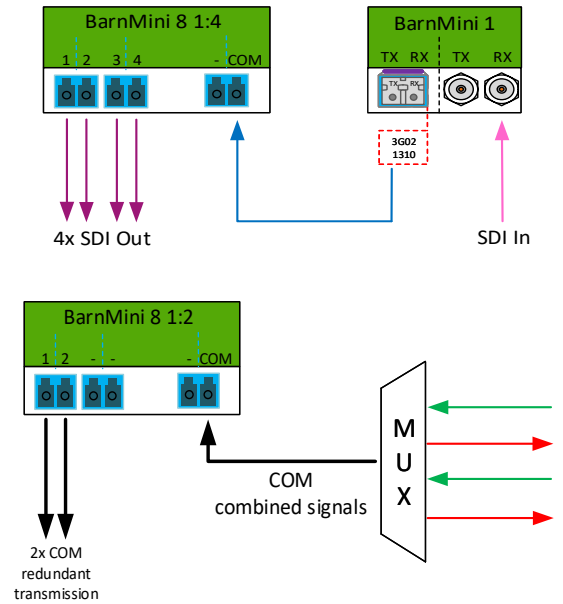 BarnMini 8 1:4
1 2 3 4 - COM
4x SDI Out
BarnMini 1
TX RX TX RX
TX RX
3G02
1310
SDI In
BarnMini 8 1:2
1 2 - - - COM
2x COM
redundant
transmission
COM
combined signals
M
U
X